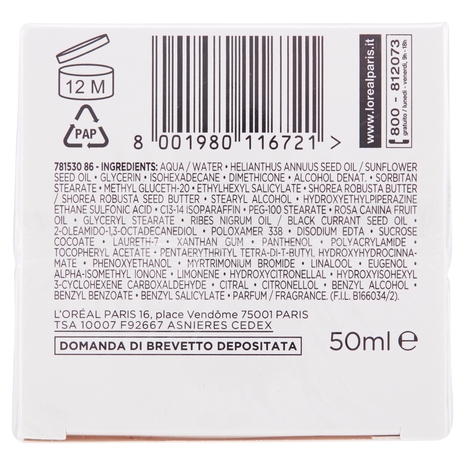 12 M
PAP
8 001980 116721
www.lorealparis.it
800 - 812073
gratuito / lunedì - venerdì, 9h - 18h
781530 86 - INGREDIENTS: AQUA / WATER • HELIANTHUS ANNUUS SEED OIL / SUNFLOWER
SEED OIL • GLYCERIN • ISOHEXADECANE • DIMETHICONE • ALCOHOL DENAT. • SORBITAN
STEARATE • METHYL GLUCETH-20 • ETHYLHEXYL SALICYLATE • SHOREA ROBUSTA BUTTER
/ SHOREA ROBUSTA SEED BUTTER • STEARYL ALCOHOL • HYDROXYETHYLPIPERAZINE
ETHANE SULFONIC ACID • C13-14 ISOPARAFFIN • PEG-100 STEARATE • ROSA CANINA FRUIT
OIL • GLYCERYL STEARATE • RIBES NIGRUM OIL / BLACK CURRANT SEED OIL •
2-OLEAMIDO-1,3-OCTADECANEDIOL • POLOXAMER 338 • DISODIUM EDTA • SUCROSE
COCOATE • LAURETH-7 • XANTHAN GUM • PANTHENOL • POLYACRYLAMIDE •
TOCOPHERYL ACETATE • PENTAERYTHRITYL TETRA-DI-T-BUTYL HYDROXYHYDROCINNA-
MATE • PHENOXYETHANOL • MYRTRIMONIUM BROMIDE • LINALOOL • EUGENOL •
ALPHA-ISOMETHYL IONONE • LIMONENE • HYDROXYCITRONELLAL • HYDROXYISOHEXYL
3-CYCLOHEXENE CARBOXALDEHYDE • CITRAL • CITRONELLOL • BENZYL ALCOHOL •
BENZYL BENZOATE • BENZYL SALICYLATE • PARFUM / FRAGRANCE. (F.I.L. B166034/2).
L'ORÉAL PARIS 16, place Vendôme 75001 PARIS
TSA 10007 F92667 ASNIERES CEDEX
DOMANDA DI BREVETTO DEPOSITATA
50ml e